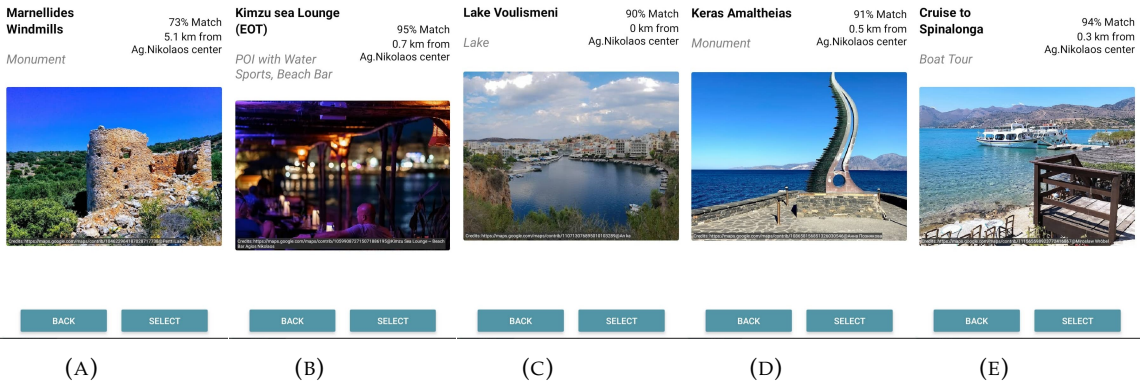 Marnellides
Windmills
73% Match
5.1 km from
Ag.Nikolaos center
Monument
BACK
SELECT
(A)
Kimzu sea Lounge
(EOT)
95% Match
0.7 km from
Ag.Nikolaos center
POI with Water
Sports, Beach Bar
BACK
SELECT
(B)
Lake Voulismeni
90% Match
0 km from
Ag.Nikolaos center
Lake
BACK
SELECT
(C)
Keras Amaltheias
91% Match
0.5 km from
Ag.Nikolaos center
Monument
BACK
SELECT
(D)
Cruise to
Spinalonga
94% Match
0.3 km from
Ag.Nikolaos center
Boat Tour
BACK
SELECT
(E)